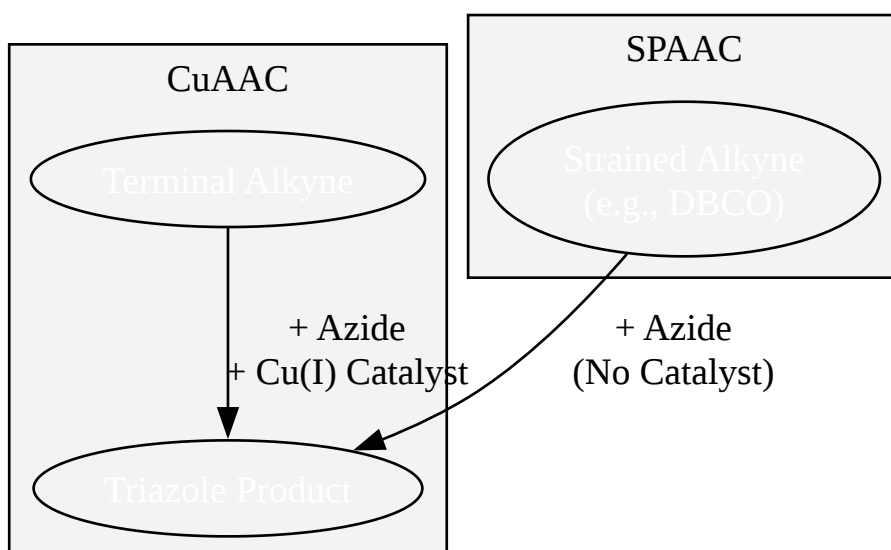 CuAAC
Terminal Alkyne
+ Azide
+ Cu(I) Catalyst
Triazole Product
SPAAC
Strained Alkyne
(e.g., DBCO)
+ Azide
(No Catalyst)